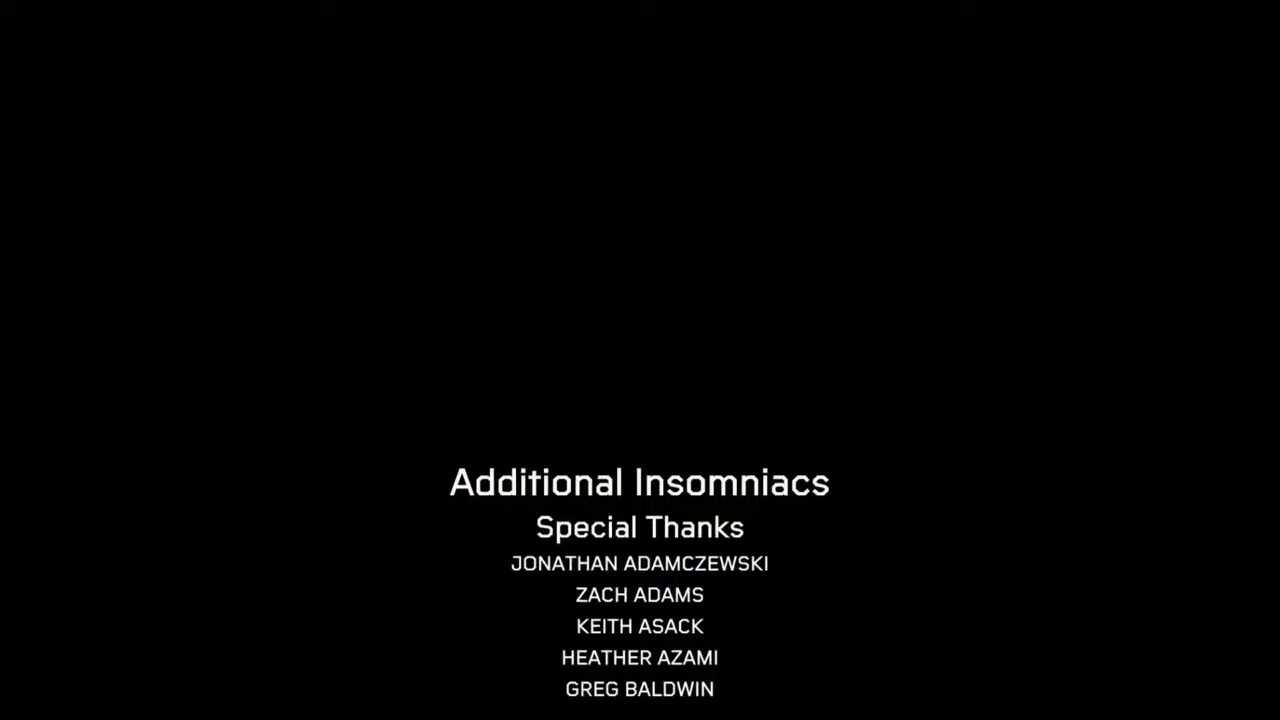 Additional Insomniacs
Special Thanks
JONATHAN ADAMCZEWSKI
ZACH ADAMS
KEITH ASACK
HEATHER AZAMI
GREG BALDWIN